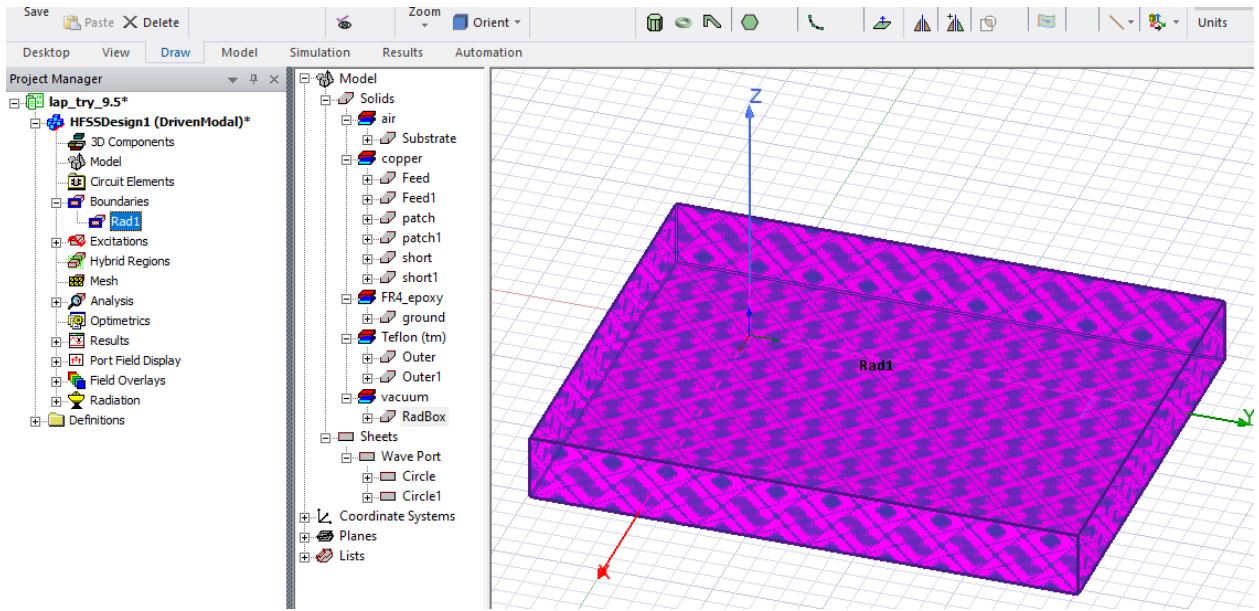 Save
Paste
Delete
Zoom
Orient
Units
Desktop View Draw Model Simulation Results Automation
Project Manager
lap_try_9.5*
HFSSDesign1 (DrivenModal)*
3D Components
Model
Circuit Elements
Boundaries
Rad1
Excitations
Hybrid Regions
Mesh
Analysis
Optimetrics
Results
Port Field Display
Field Overlays
Radiation
Definitions
Model
Solids
air
Substrate
copper
Feed
Feed1
patch
patch1
short
short1
FR4_epoxy
ground
Teflon (tm)
Outer
Outer1
vacuum
RadBox
Sheets
Wave Port
Circle
Circle1
Coordinate Systems
Planes
Lists
Z
Rad1
Y
X